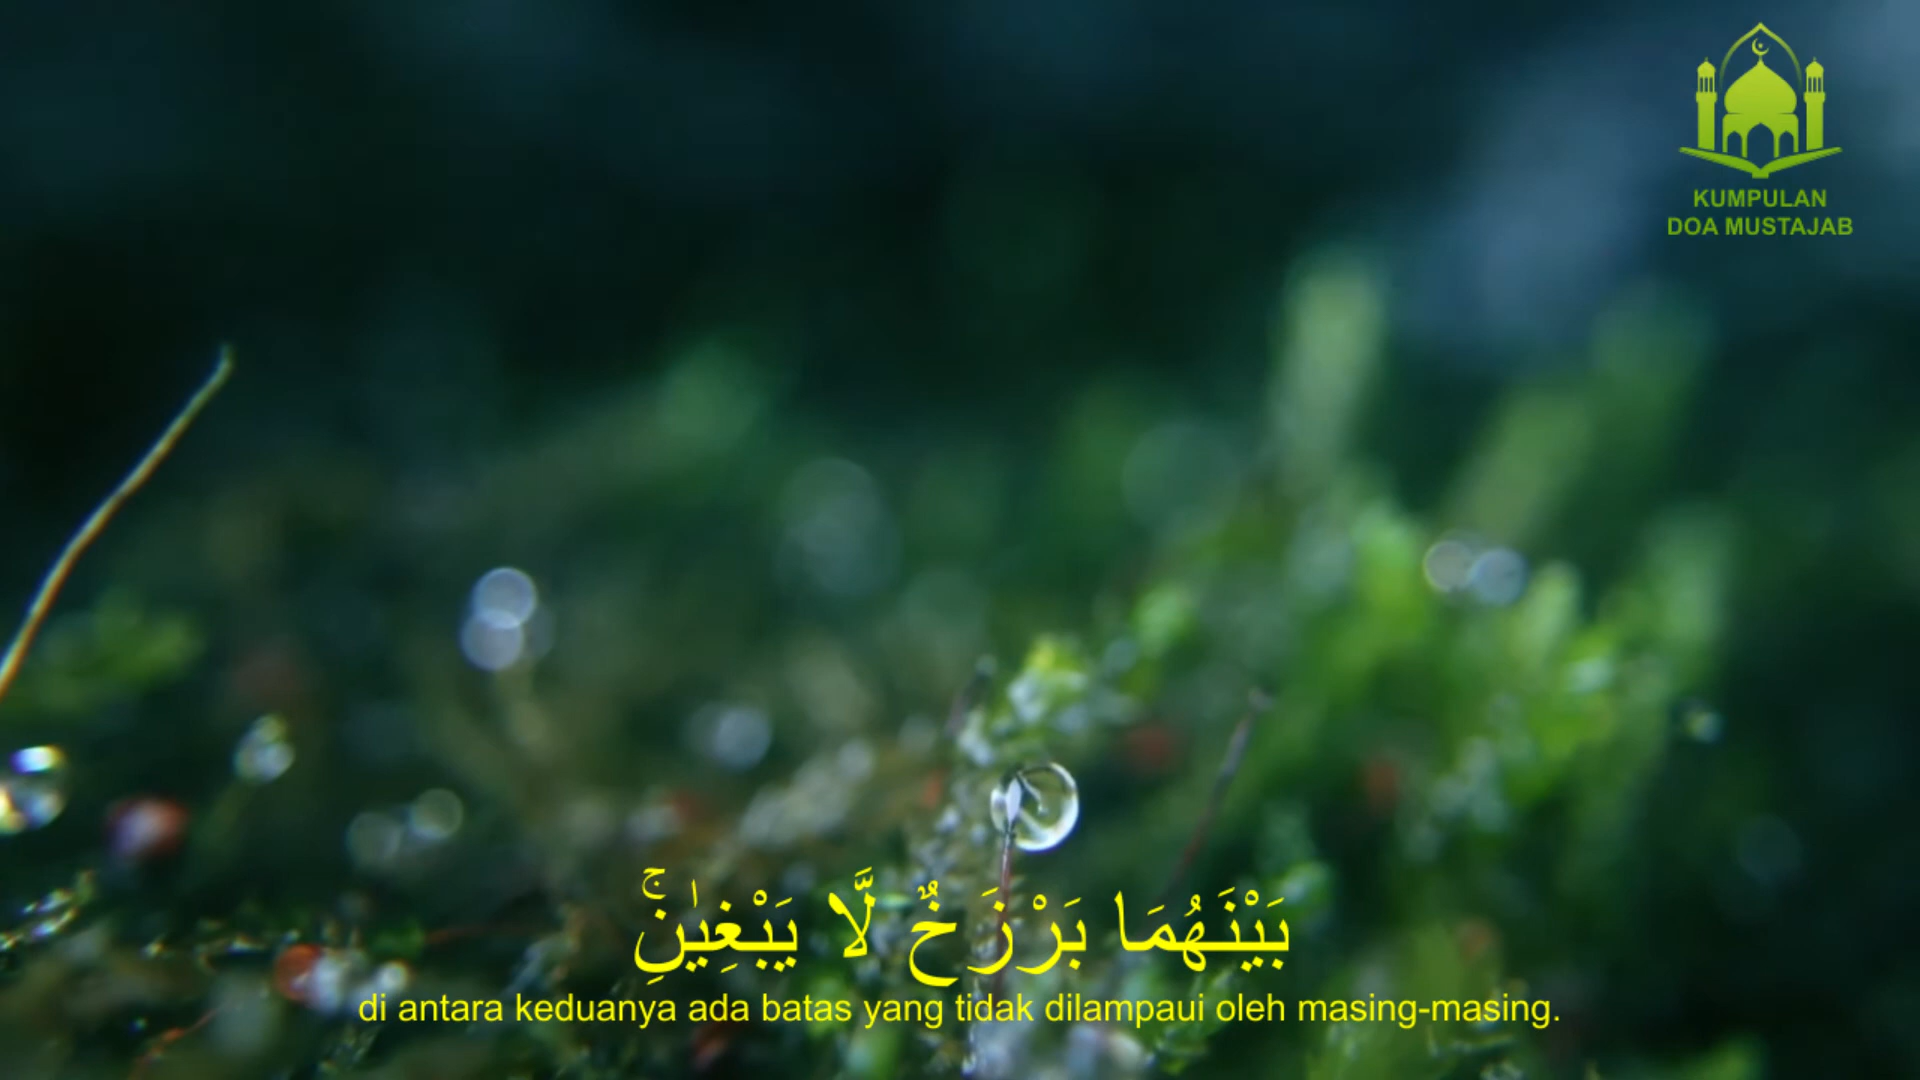 KUMPULAN
DOA MUSTAJAB
بَيْنَهُمَا بَرْزَخٌ لَّا يَبْغِيٰنِۚ
di antara keduanya ada batas yang tidak dilampaui oleh masing-masing.